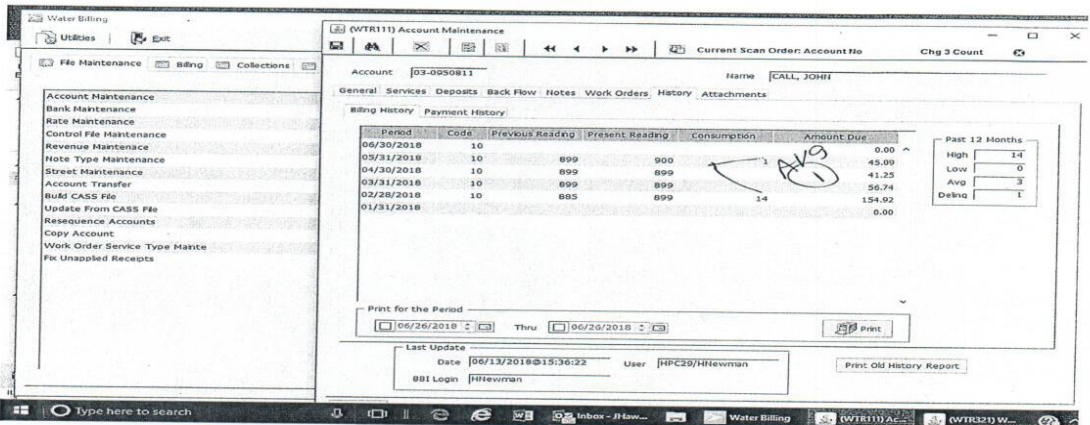 Water Billing
Utilities Exit
File Maintenance Billing Collections
Account Maintenance
Bank Maintenance
Rate Maintenance
Control File Maintenance
Revenue Maintenace
Note Type Maintenance
Street Maintenance
Account Transfer
Build CASS File
Update From CASS File
Resequence Accounts
Copy Account
Work Order Service Type Mainte
Fix Unapplied Receipts
(WTR111) Account Maintenance
Current Scan Order: Account No Chg 3 Count
Account 03-0950811 Name CALL, JOHN
General Services Deposits Back Flow Notes Work Orders History Attachments
Billing History Payment History
Period Code Previous Reading Present Reading Consumption Amount Due
06/30/2018 10 0.00
05/31/2018 10 899 900 1 45.09
04/30/2018 10 899 899 41.25
03/31/2018 10 899 899 56.74
02/28/2018 10 885 899 14 154.92
01/31/2018 0.00
AVG
1
Past 12 Months
High 14
Low 0
Avg 3
Delinq 1
Print for the Period
06/26/2018 Thru 06/26/2018 Print
Last Update
Date 06/13/2018@15:36:22 User HPC29/HNewman
BBI Login HNewman
Print Old History Report
Type here to search Inbox - JHaw... Water Billing (WTR111) Ac... (WTR321) W...